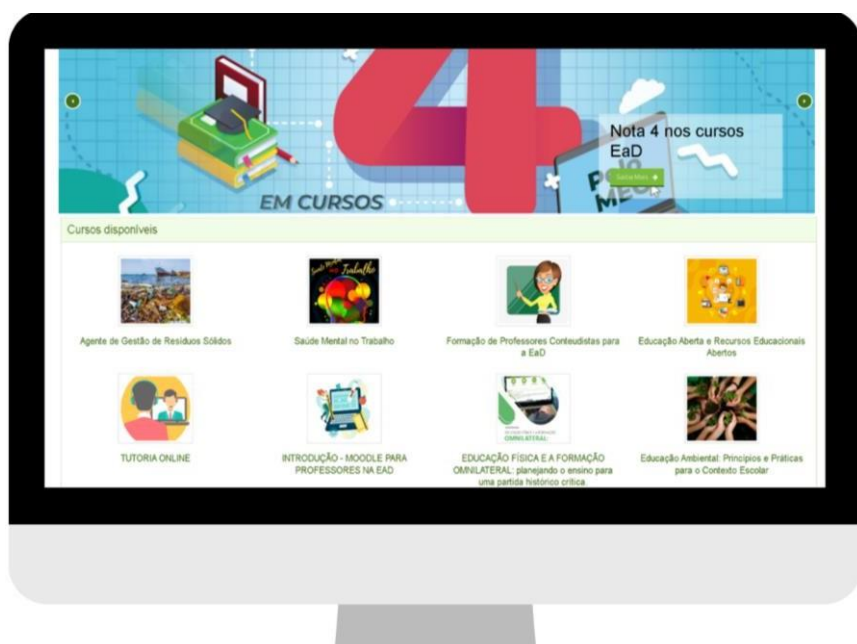 4
Nota 4 nos cursos
EaD
Saiba Mais
EM CURSOS
Cursos disponíveis
Agente de Gestão de Resíduos Sólidos
Saúde Mental no Trabalho
Formação de Professores Conteudistas para
a EaD
Educação Aberta e Recursos Educacionais
Abertos
TUTORIA ONLINE
INTRODUÇÃO - MOODLE PARA
PROFESSORES NA EAD
OMNILATERAL:
EDUCAÇÃO FÍSICA E A FORMAÇÃO
OMNILATERAL: planejando o ensino para
uma partida histórico crítica
Educação Ambiental: Princípios e Práticas
para o Contexto Escolar